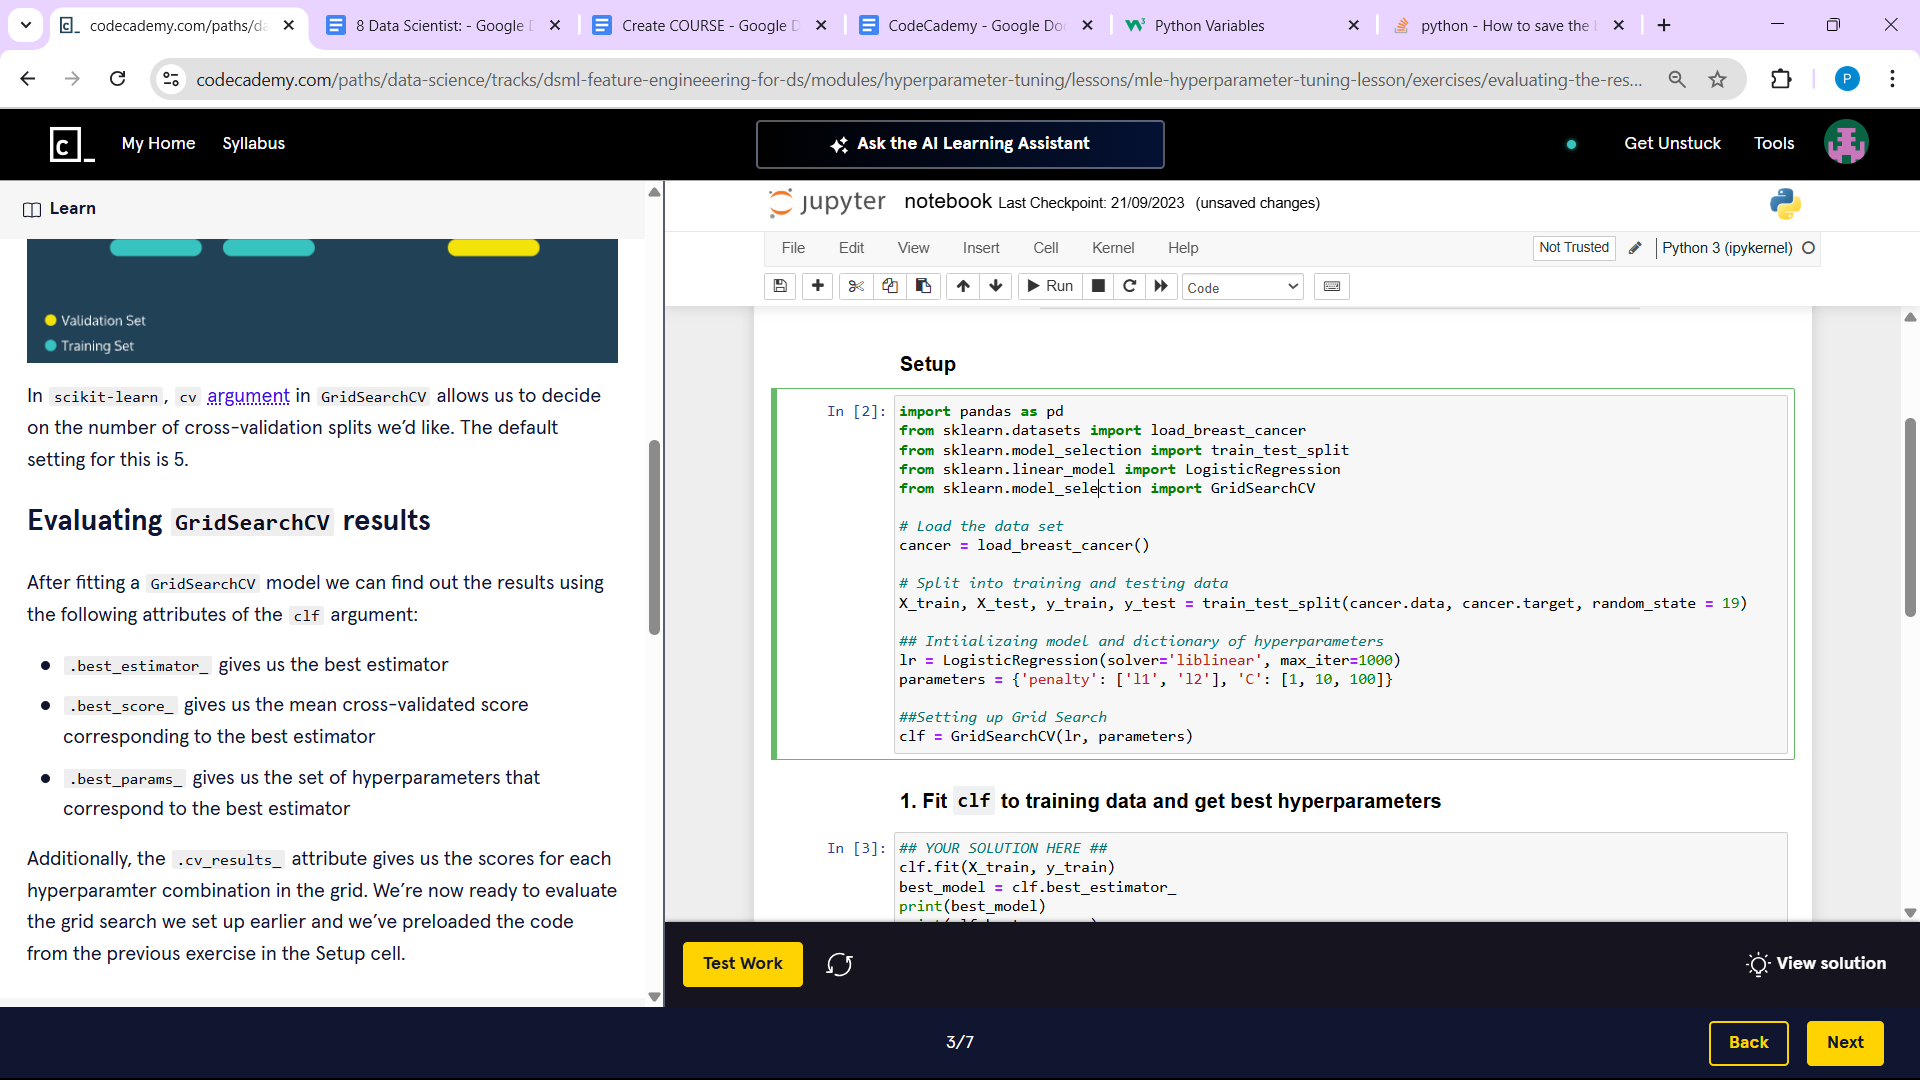 codecademy.com/paths/da
8 Data Scientist: - Google D
Create COURSE - Google D
CodeCademy - Google Do
Python Variables
python - How to save the
codecademy.com/paths/data-science/tracks/dsml-feature-engineeering-for-ds/modules/hyperparameter-tuning/lessons/mle-hyperparameter-tuning-lesson/exercises/evaluating-the-res...
P
c_
My Home
Syllabus
Ask the AI Learning Assistant
Get Unstuck
Tools
Learn
Validation Set
Training Set
In scikit-learn, cv argument in GridSearchCV allows us to decide
on the number of cross-validation splits we'd like. The default
setting for this is 5.
Evaluating GridSearchCV results
After fitting a GridSearchCV model we can find out the results using
the following attributes of the clf argument:
.best_estimator_ gives us the best estimator
.best_score_ gives us the mean cross-validated score
corresponding to the best estimator
.best_params_ gives us the set of hyperparameters that
correspond to the best estimator
Additionally, the .cv_results_ attribute gives us the scores for each
hyperparamter combination in the grid. We're now ready to evaluate
the grid search we set up earlier and we've preloaded the code
from the previous exercise in the Setup cell.
jupyter notebook Last Checkpoint: 21/09/2023 (unsaved changes)
File Edit View Insert Cell Kernel Help
Not Trusted
Python 3 (ipykernel)
Run
Code
Setup
In [2]:
import pandas as pd
from sklearn.datasets import load_breast_cancer
from sklearn.model_selection import train_test_split
from sklearn.linear_model import LogisticRegression
from sklearn.model_selection import GridSearchCV
# Load the data set
cancer = load_breast_cancer()
# Split into training and testing data
X_train, X_test, y_train, y_test = train_test_split(cancer.data, cancer.target, random_state = 19)
## Intiializaing model and dictionary of hyperparameters
lr = LogisticRegression(solver='liblinear', max_iter=1000)
parameters = {'penalty': ['l1', 'l2'], 'C': [1, 10, 100]}
##Setting up Grid Search
clf = GridSearchCV(lr, parameters)
1. Fit clf to training data and get best hyperparameters
In [3]:
## YOUR SOLUTION HERE ##
clf.fit(X_train, y_train)
best_model = clf.best_estimator_
print(best_model)
Test Work
View solution
3/7
Back
Next